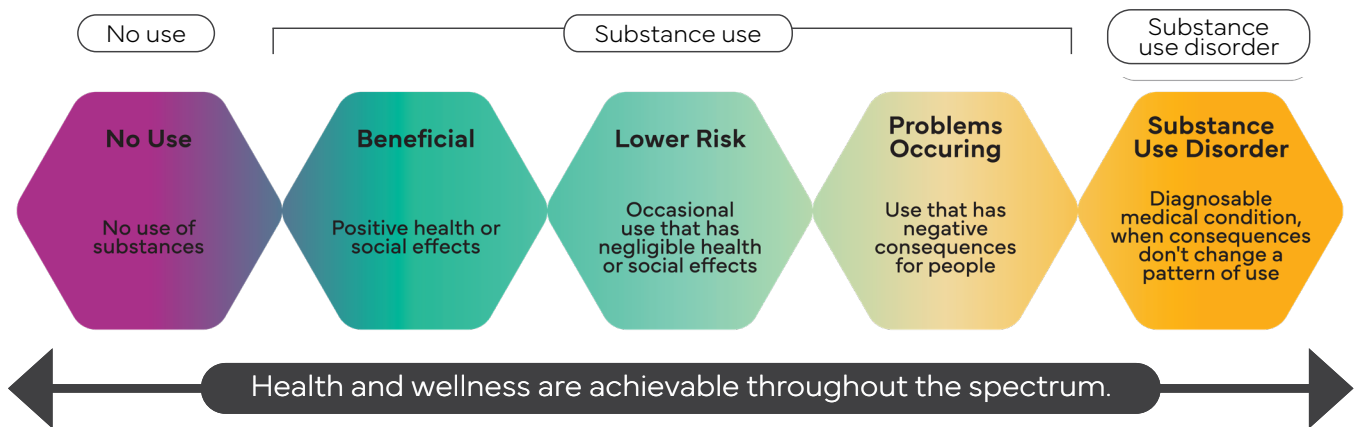 No use
Substance use
Substance
use disorder
No Use
No use of
substances
Beneficial
Positive health or
social effects
Lower Risk
Occasional
use that has
negligible health
or social effects
Problems
Occuring
Use that has
negative
consequences
for people
Substance
Use Disorder
Diagnosable
medical condition,
when consequences
don't change a
pattern of use
Health and wellness are achievable throughout the spectrum.